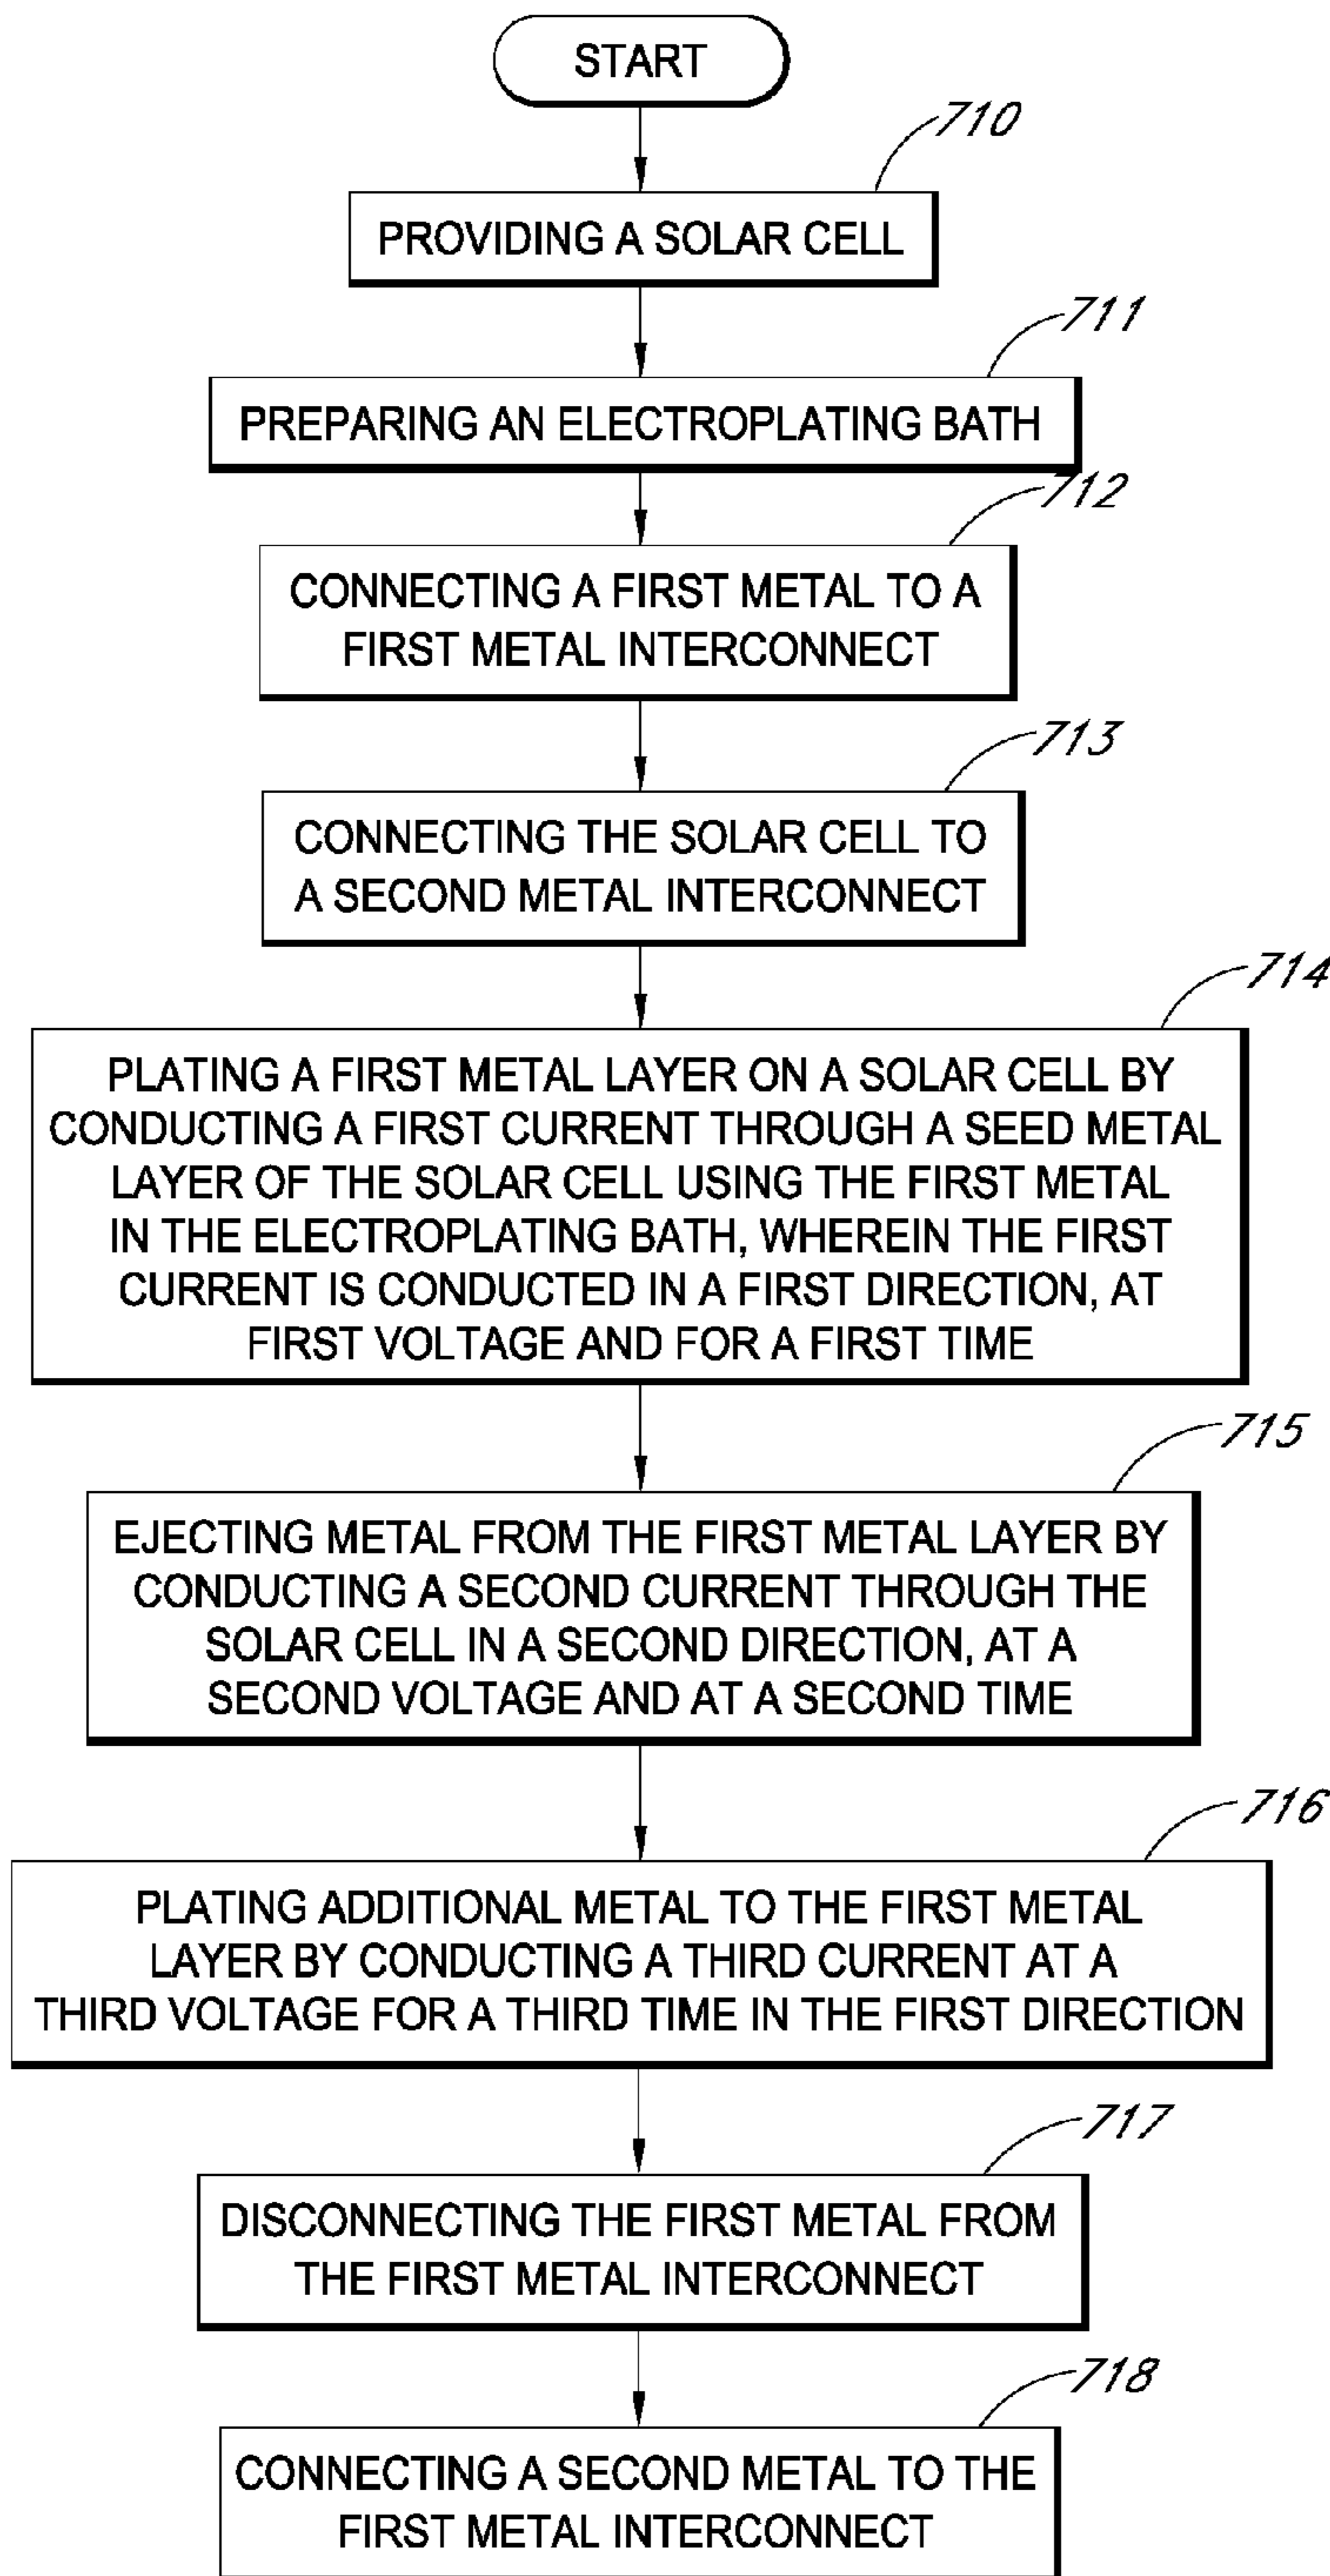 START
710
PROVIDING A SOLAR CELL
711
PREPARING AN ELECTROPLATING BATH
712
CONNECTING A FIRST METAL TO A
FIRST METAL INTERCONNECT
713
CONNECTING THE SOLAR CELL TO
A SECOND METAL INTERCONNECT
714
PLATING A FIRST METAL LAYER ON A SOLAR CELL BY
CONDUCTING A FIRST CURRENT THROUGH A SEED METAL
LAYER OF THE SOLAR CELL USING THE FIRST METAL
IN THE ELECTROPLATING BATH, WHEREIN THE FIRST
CURRENT IS CONDUCTED IN A FIRST DIRECTION, AT
FIRST VOLTAGE AND FOR A FIRST TIME
715
EJECTING METAL FROM THE FIRST METAL LAYER BY
CONDUCTING A SECOND CURRENT THROUGH THE
SOLAR CELL IN A SECOND DIRECTION, AT A
SECOND VOLTAGE AND AT A SECOND TIME
716
PLATING ADDITIONAL METAL TO THE FIRST METAL
LAYER BY CONDUCTING A THIRD CURRENT AT A
THIRD VOLTAGE FOR A THIRD TIME IN THE FIRST DIRECTION
717
DISCONNECTING THE FIRST METAL FROM
THE FIRST METAL INTERCONNECT
718
CONNECTING A SECOND METAL TO THE
FIRST METAL INTERCONNECT